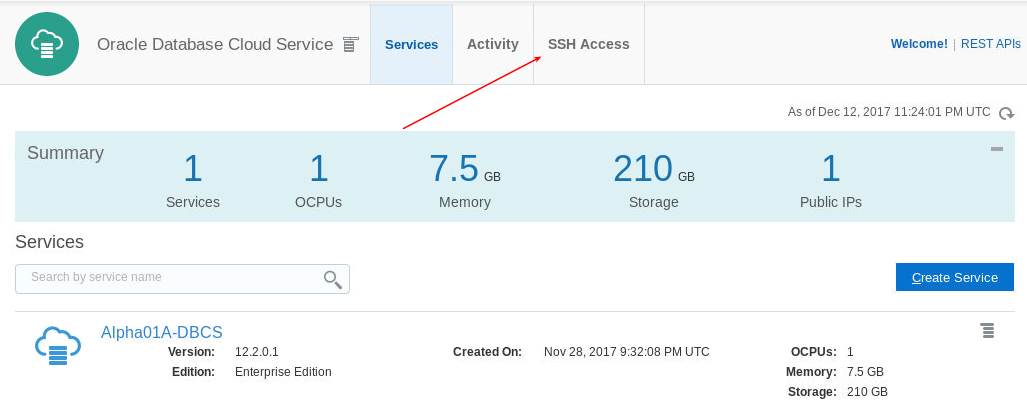 Oracle Database Cloud Service
Services
Activity
SSH Access
Welcome! | REST APIs
As of Dec 12, 2017 11:24:01 PM UTC
Summary
1
Services
1
OCPUs
7.5 GB
Memory
210 GB
Storage
1
Public IPs
Services
Search by service name
Create Service
Alpha01A-DBCS
Version: 12.2.0.1
Edition: Enterprise Edition
Created On: Nov 28, 2017 9:32:08 PM UTC
OCPUs: 1
Memory: 7.5 GB
Storage: 210 GB